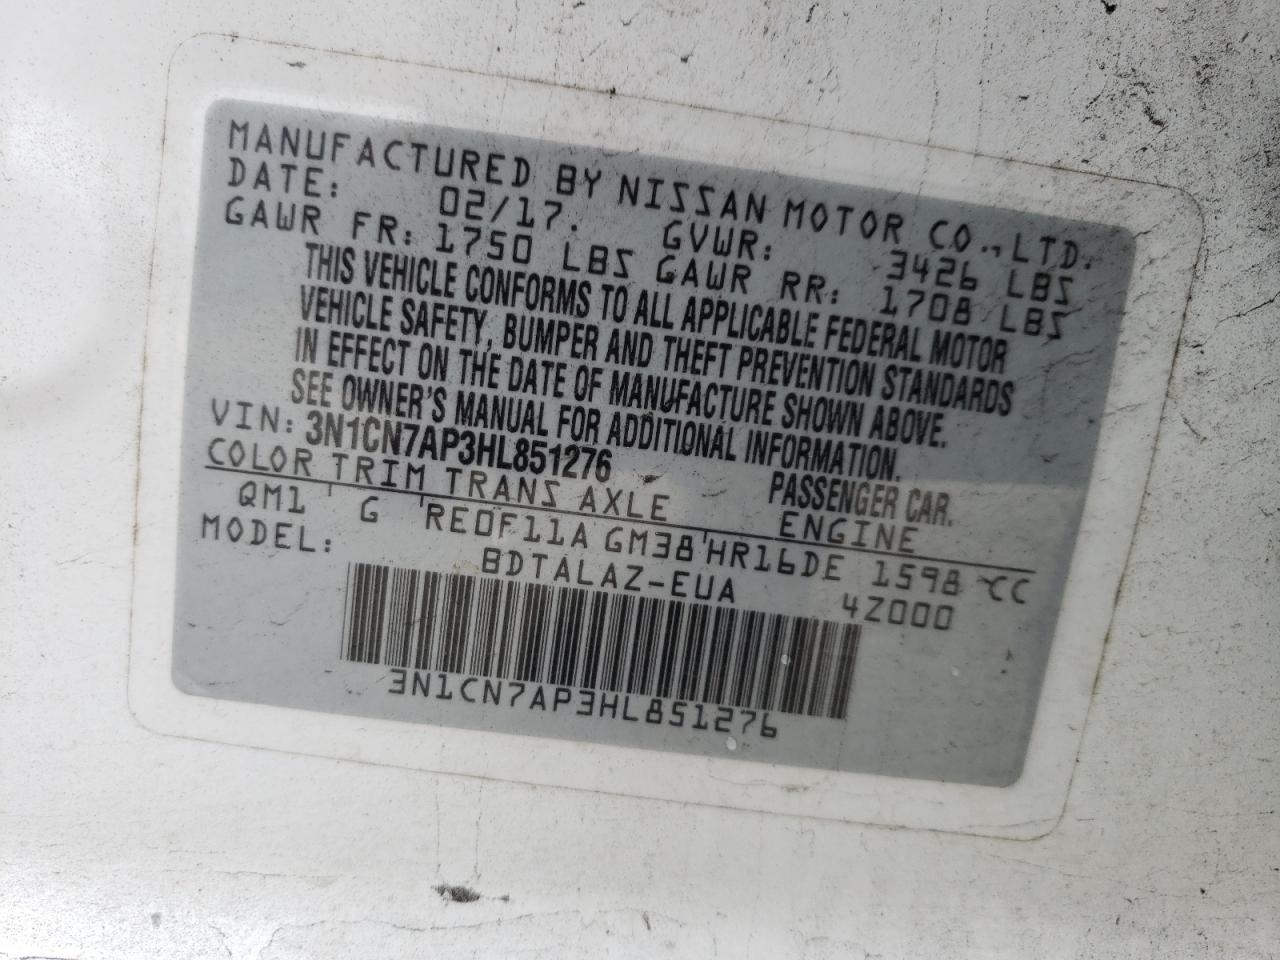 MANUFACTURED BY NISSAN MOTOR CO.,LTD.
DATE: 02/17. GVWR: 3426 LBS
GAWR FR: 1750 LBS GAWR RR: 1708 LBS
THIS VEHICLE CONFORMS TO ALL APPLICABLE FEDERAL MOTOR
VEHICLE SAFETY, BUMPER AND THEFT PREVENTION STANDARDS
IN EFFECT ON THE DATE OF MANUFACTURE SHOWN ABOVE.
SEE OWNER'S MANUAL FOR ADDITIONAL INFORMATION.
VIN: 3N1CN7AP3HL851276 PASSENGER CAR.
COLOR TRIM TRANS AXLE ENGINE
QM1 G RE0F11A GM38 HR16DE 1598 CC
MODEL: BDTALAZ-EUA 4Z000
3N1CN7AP3HL851276